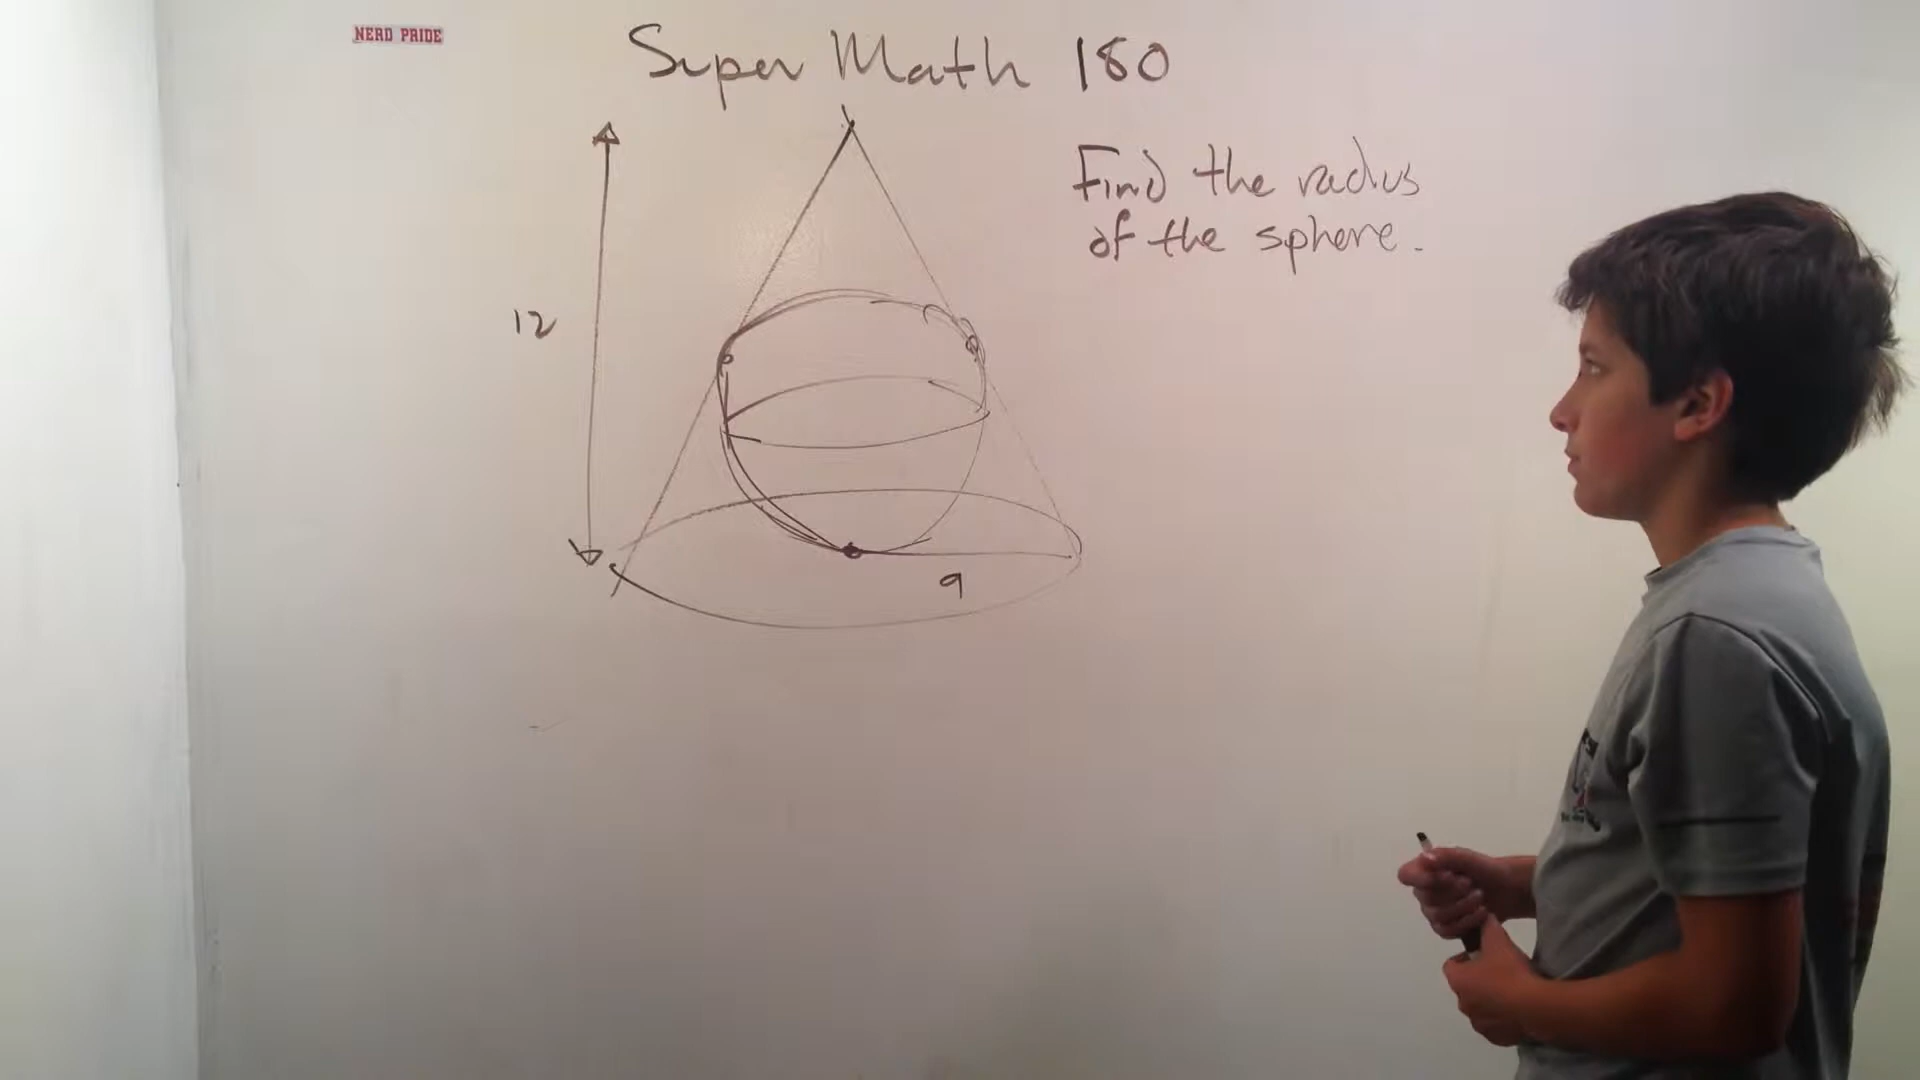 NERD PRIDE
Super Math 180
Find the radius
of the sphere.
12
9